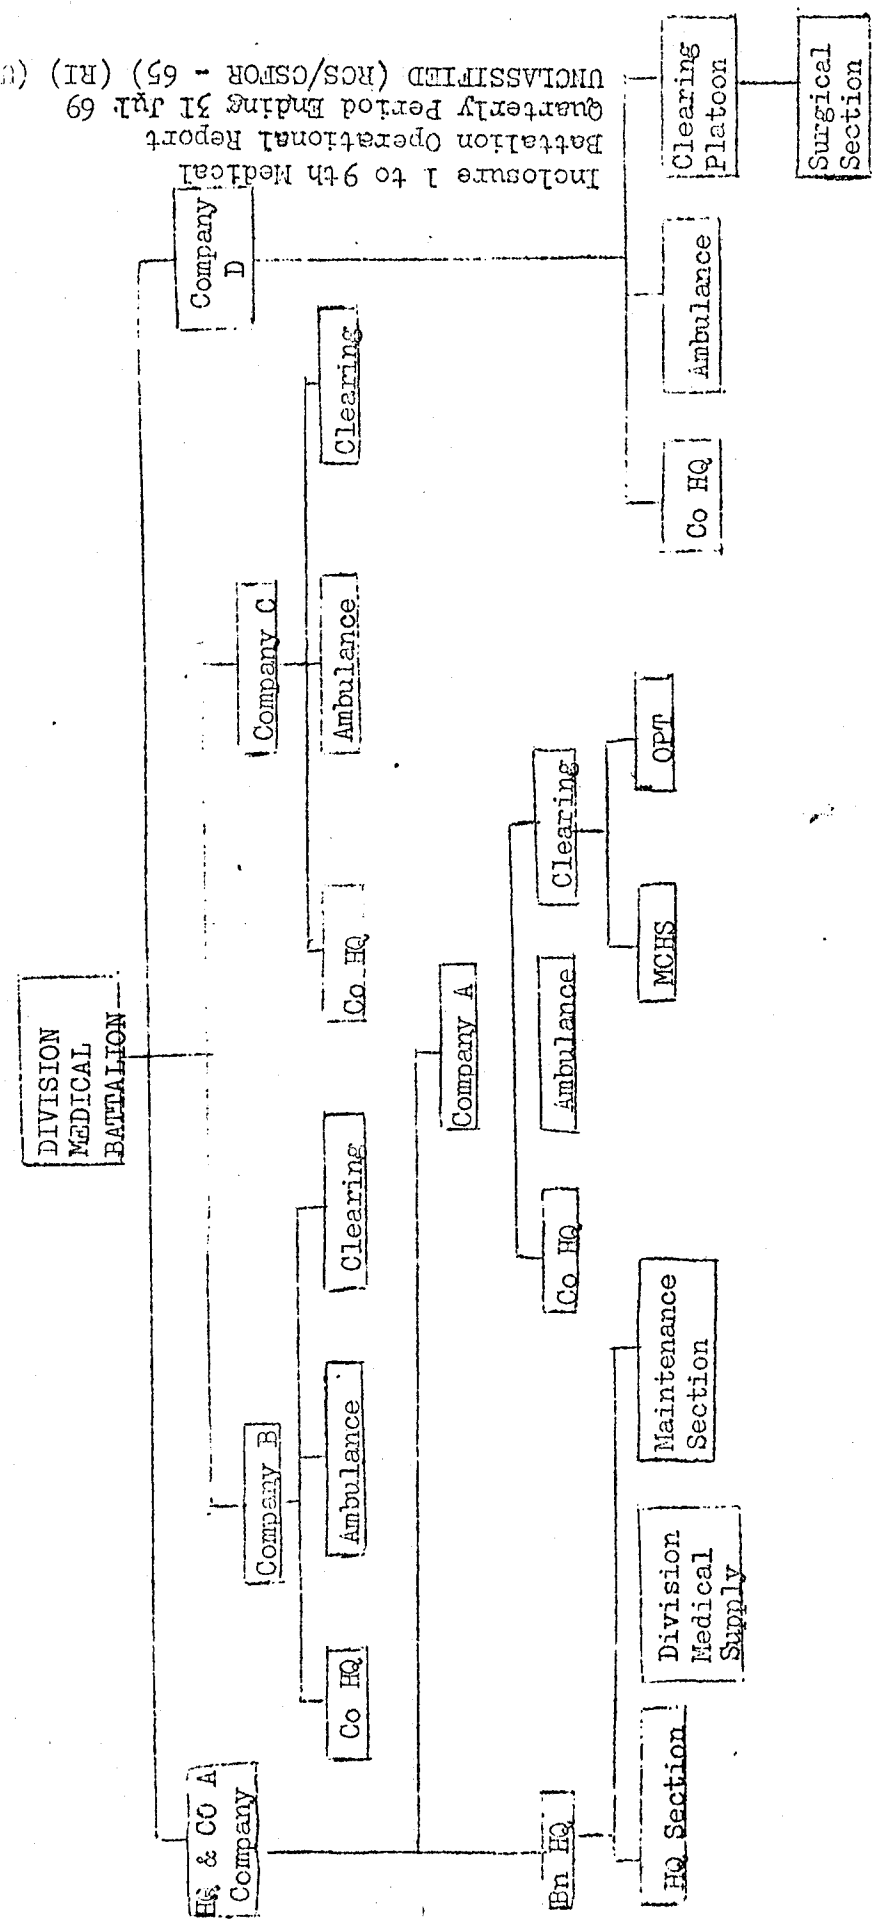 Inclosure 1 to 9th Medical
Battalion Operational Report
Quarterly Period Ending 31 Jul 69
UNCLASSIFIED (RCS/CSFOR - 65) (RI) (U
DIVISION
MEDICAL
BATTALION
HQ & CO A
Company
Company B
Company C
Company
D
Co HQ
Ambulance
Clearing
Co HQ
Ambulance
Clearing
Company A
Bn HQ
Co HQ
Ambulance
Clearing
Co HQ
Ambulance
Clearing
Platoon
HQ Section
Division
Medical
Supply
Maintenance
Section
MCHS
OPT
Surgical
Section